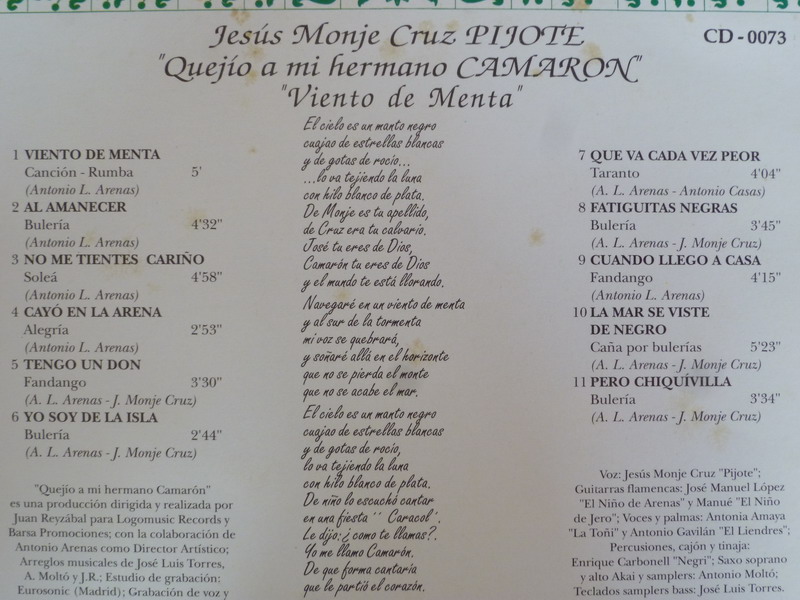 Jesús Monje Cruz PIJOTE
CD - 0073
"Quejío a mi hermano CAMARON"
"Viento de Menta"
1 VIENTO DE MENTA
Canción - Rumba 5'
(Antonio L. Arenas)
2 AL AMANECER
Bulería 4'32"
(Antonio L. Arenas)
3 NO ME TIENTES CARIÑO
Soleá 4'58"
(Antonio L. Arenas)
4 CAYÓ EN LA ARENA
Alegría 2'53"
(Antonio L. Arenas)
5 TENGO UN DON
Fandango 3'30"
(A. L. Arenas - J. Monje Cruz)
6 YO SOY DE LA ISLA
Bulería 2'44"
(A. L. Arenas - J. Monje Cruz)
"Quejío a mi hermano Camarón"
es una producción dirigida y realizada por
Juan Reyzábal para Logomusic Records y
Barsa Promociones; con la colaboración de
Antonio Arenas como Director Artístico;
Arreglos musicales de José Luis Torres,
A. Moltó y J.R.; Estudio de grabación:
Eurosonic (Madrid); Grabación de voz y
El cielo es un manto negro
cuajao de estrellas blancas
y de gotas de rocío...
...lo va tejiendo la luna
con hilo blanco de plata.
De Monje es tu apellido,
de Cruz era tu calvario.
José tu eres de Dios,
Camarón tu eres de Dios
y el mundo te está llorando.
Navegaré en un viento de menta
y al sur de la tormenta
mi voz se quebrará,
y soñaré allá en el horizonte
que no se pierda el monte
que no se acabe el mar.
El cielo es un manto negro
cuajao de estrellas blancas
y de gotas de rocío,
lo va tejiendo la luna
con hilo blanco de plata.
De niño lo escuchó cantar
en una fiesta ´´ Caracol ´.
Le dijo: ¿ como te llamas?.
´Yo me llamo Camarón.
De que forma cantaría
que le partió el corazón.
7 QUE VA CADA VEZ PEOR
Taranto 4'04"
(A. L. Arenas - Antonio Casas)
8 FATIGUITAS NEGRAS
Bulería 3'45"
(A. L. Arenas - J. Monje Cruz)
9 CUANDO LLEGO A CASA
Fandango 4'15"
(A. L. Arenas)
10 LA MAR SE VISTE
DE NEGRO
Caña por bulerías 5'23"
(A. L. Arenas - J. Monje Cruz)
11 PERO CHIQUÍVILLA
Bulería 3'34"
(A. L. Arenas - J. Monje Cruz)
Voz: Jesús Monje Cruz "Pijote";
Guitarras flamencas: José Manuel López
"El Niño de Arenas" y Manué "El Niño
de Jero"; Voces y palmas: Antonia Amaya
"La Toñi" y Antonio Gavilán "El Liendres";
Percusiones, cajón y tinaja:
Enrique Carbonell "Negri"; Saxo soprano
y alto Akai y samplers: Antonio Moltó;
Teclados samplers bass: José Luis Torres.